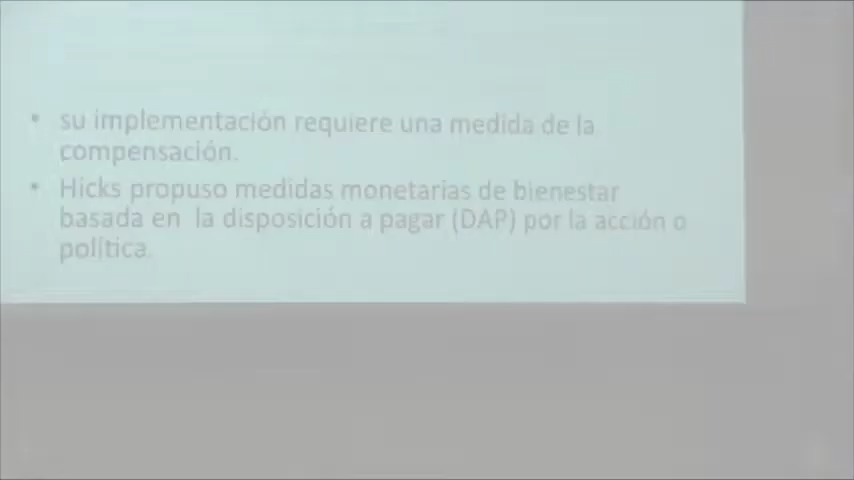 • su implementación requiere una medida de la
compensación.
• Hicks propuso medidas monetarias de bienestar
basada en la disposición a pagar (DAP) por la acción o
política.